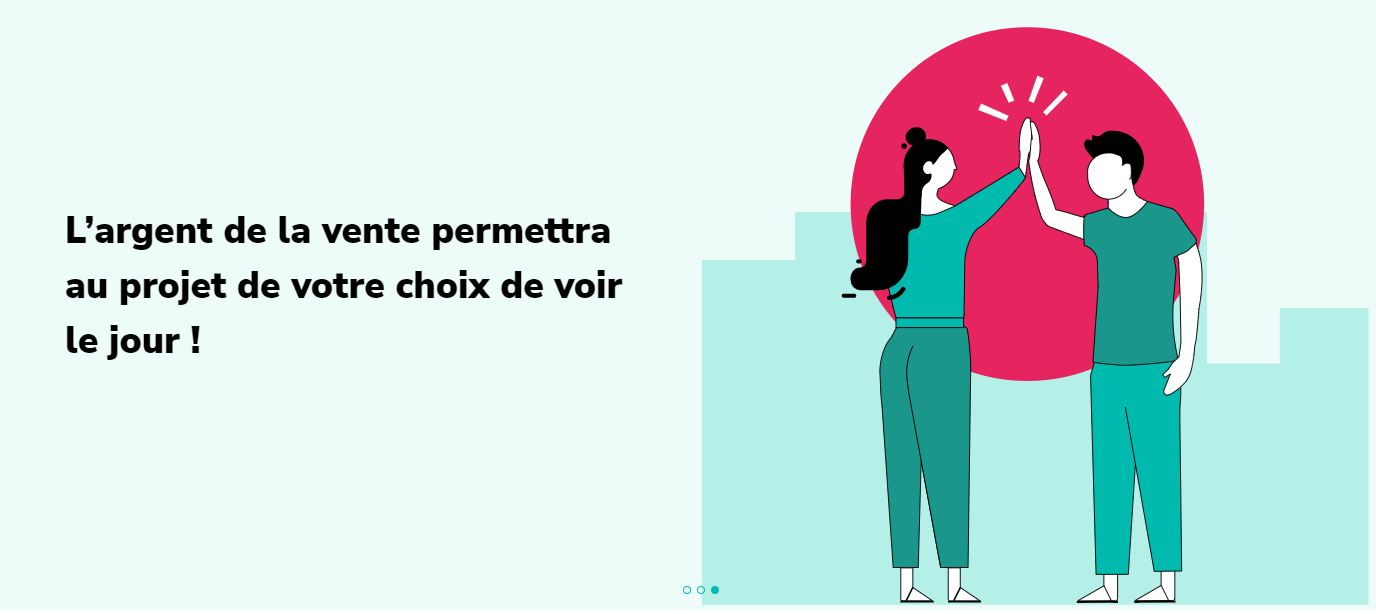 L’argent de la vente permettra
au projet de votre choix de voir
le jour !